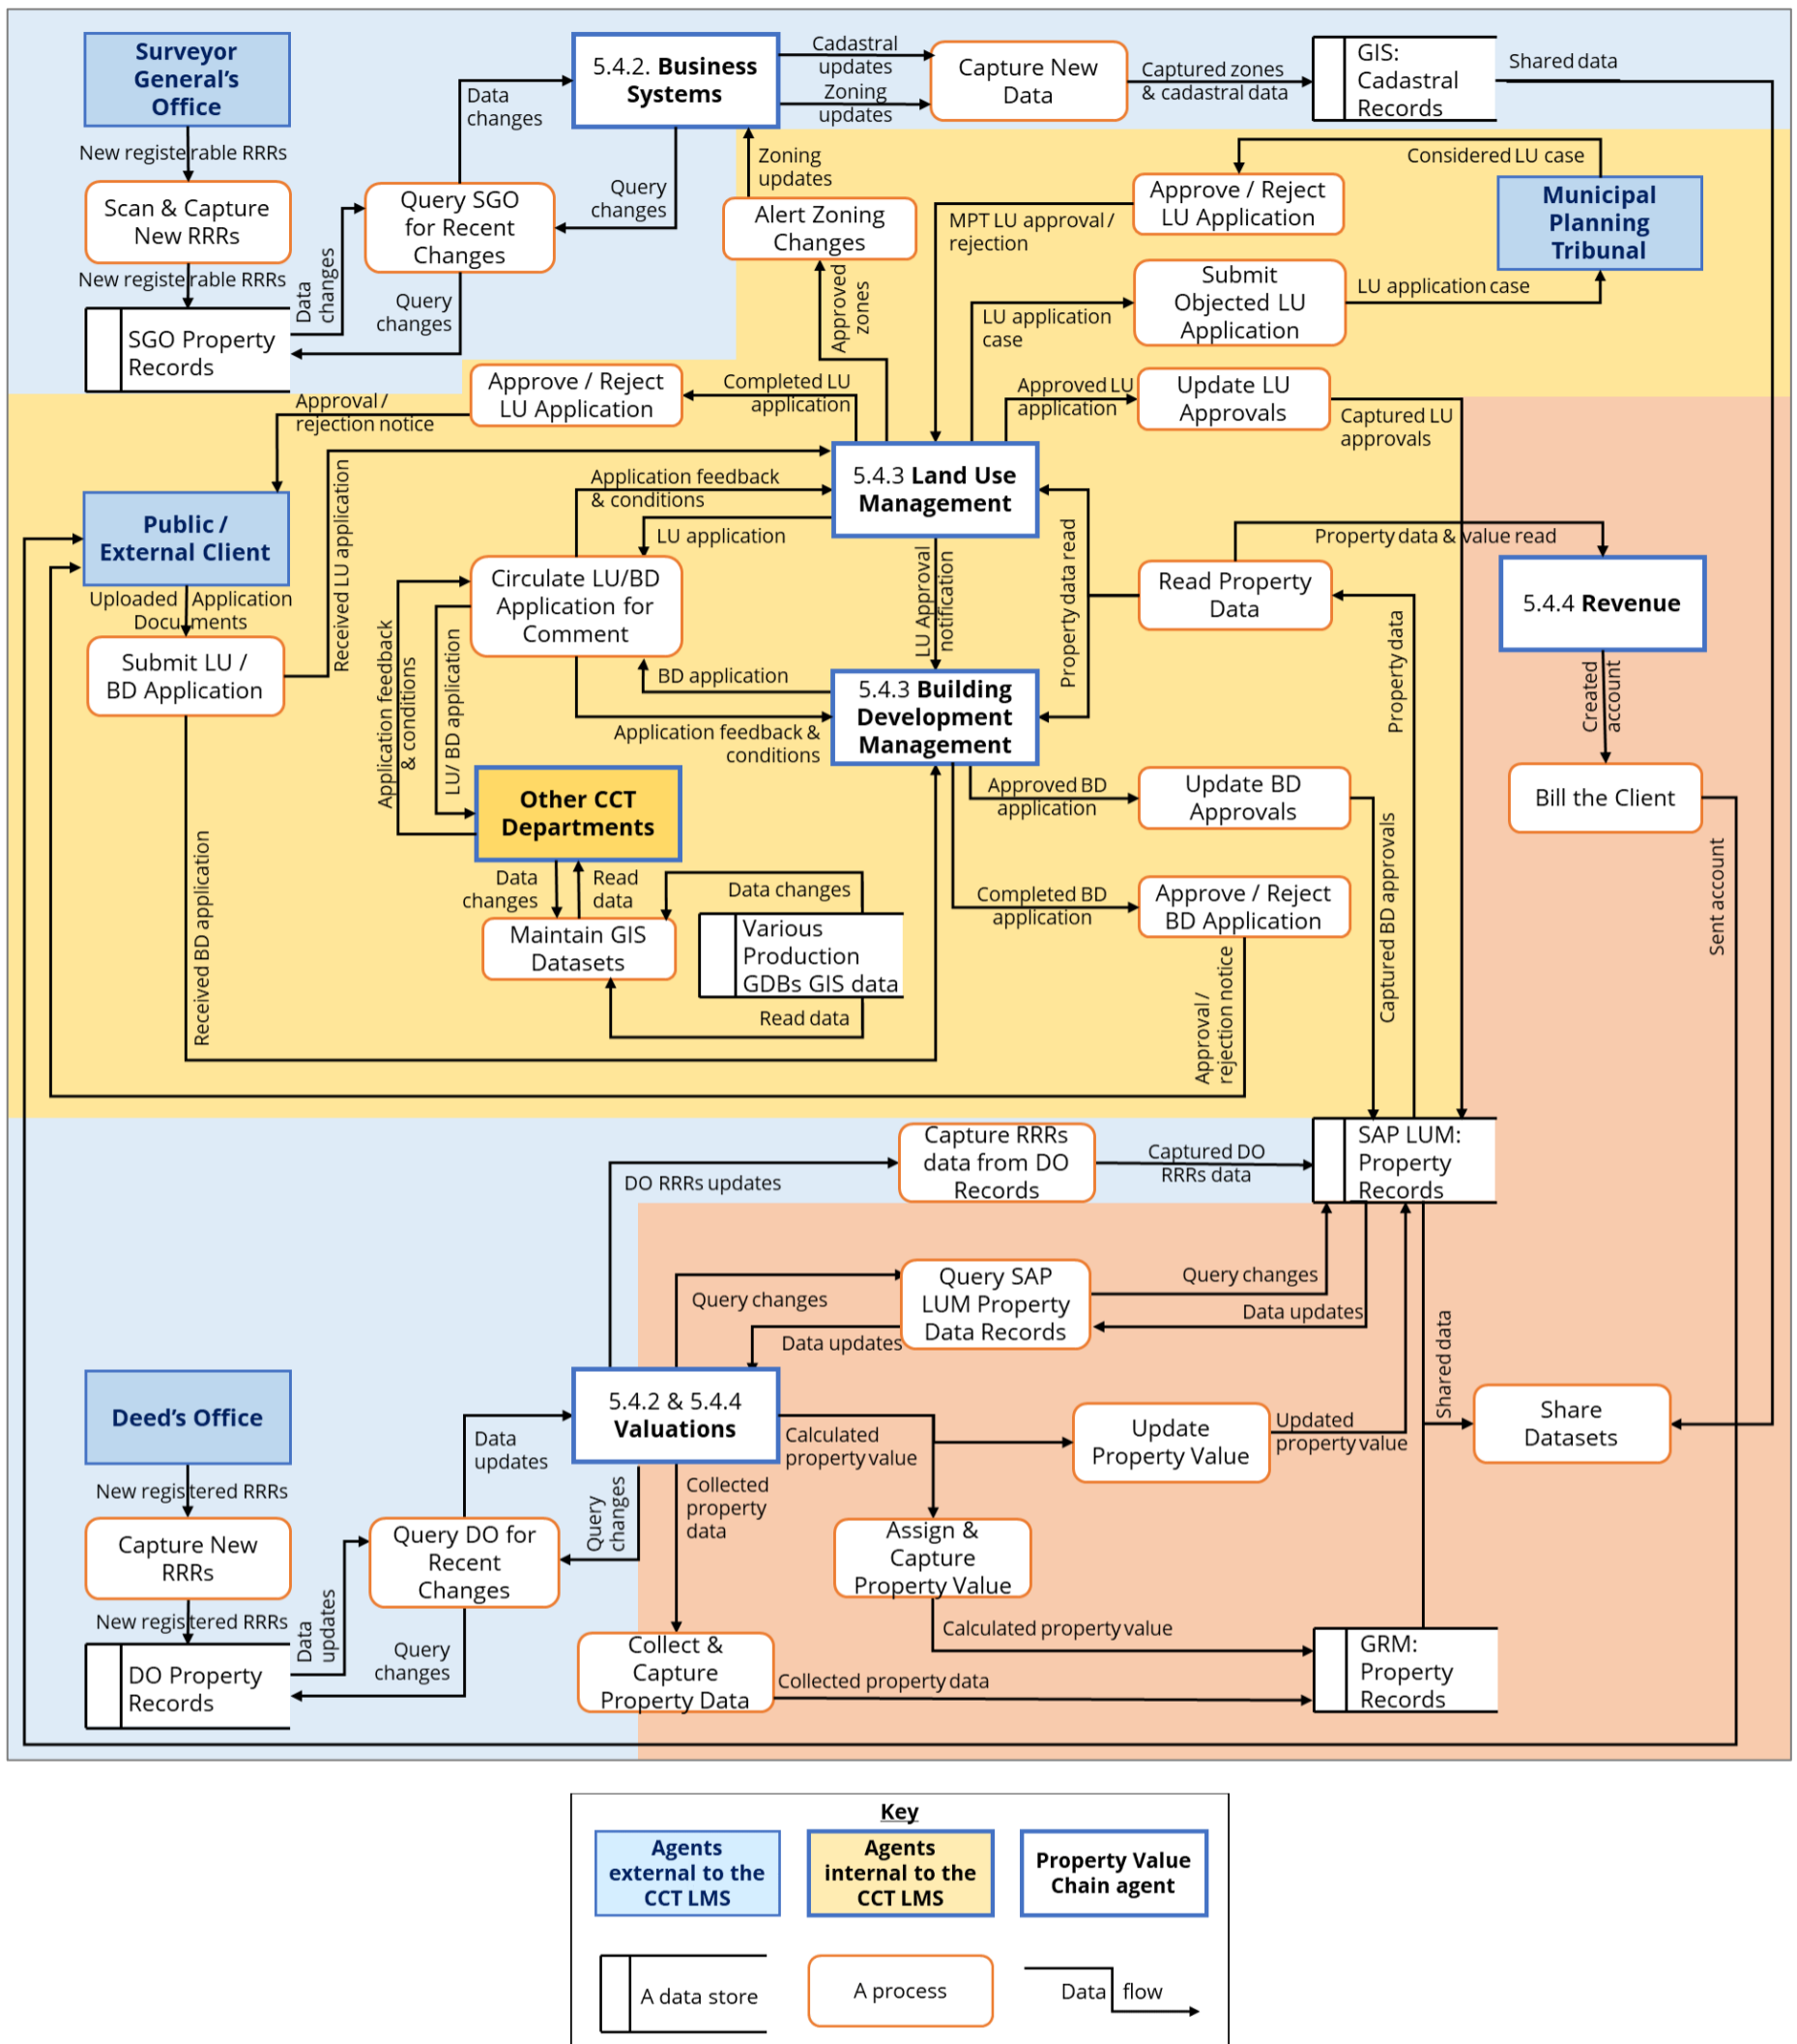 Surveyor
General's
Office
5.4.2. Business
Systems
Cadastral
updates
Zoning
updates
Capture New
Data
Captured zones
& cadastral data
GIS:
Cadastral
Records
Shared data
Data
changes
New registerable RRRs
Scan & Capture
New RRRs
New registerable RRRs
SGO Property
Records
Data
changes
Query SGO
for Recent
Changes
Query
changes
Query
changes
Zoning
updates
Alert Zoning
Changes
Approved
zones
Considered LU case
Approve / Reject
LU Application
MPT LU approval /
rejection
Municipal
Planning
Tribunal
Submit
Objected LU
Application
LU application case
LU application
case
Approve / Reject
LU Application
Completed LU
application
Approved LU
application
Update LU
Approvals
Captured LU
approvals
Approval /
rejection notice
Received LU application
Application feedback
& conditions
5.4.3 Land Use
Management
LU application
Public /
External Client
Uploaded Application
Documents
Submit LU /
BD Application
Circulate LU/BD
Application for
Comment
LU Approval
notification
Property data read
Read Property
Data
Property data & value read
5.4.4 Revenue
Property data
Created
account
Bill the Client
Application feedback
& conditions
LU/ BD application
BD application
5.4.3 Building
Development
Management
Application feedback &
conditions
Other CCT
Departments
Approved BD
application
Update BD
Approvals
Captured BD approvals
Sent account
Received BD application
Data
changes
Read
data
Data changes
Completed BD
application
Approve / Reject
BD Application
Maintain GIS
Datasets
Various
Production
GDBs GIS data
Read data
Approval /
rejection notice
Capture RRRs
data from DO
Records
DO RRRs updates
Captured DO
RRRs data
SAP LUM:
Property
Records
Query changes
Query SAP
LUM Property
Data Records
Query changes
Data updates
Data updates
Shared data
Deed's Office
5.4.2 & 5.4.4
Valuations
Data
updates
Calculated
property value
Update
Property Value
Updated
property value
Share
Datasets
New registered RRRs
Capture New
RRRs
New registered RRRs
DO Property
Records
Data
updates
Query DO for
Recent
Changes
Query
changes
Query
changes
Collected
property
data
Assign &
Capture
Property Value
Calculated property value
Collect &
Capture
Property Data
Collected property data
GRM:
Property
Records
Key
Agents
external to the
CCT LMS
Agents
internal to the
CCT LMS
Property Value
Chain agent
A data store
A process
Data flow